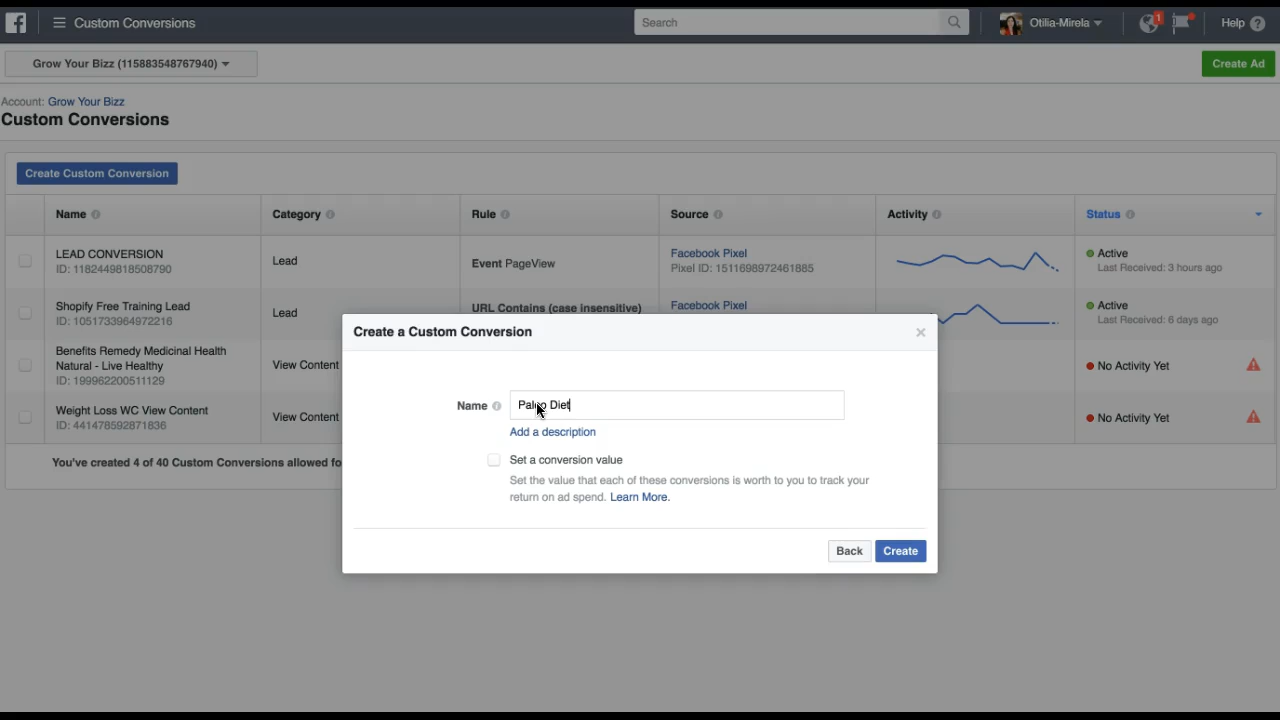 Custom Conversions
Search
Otilia-Mirela
1
Help ?
Grow Your Bizz (115883548767940)
Create Ad
Account: Grow Your Bizz
Custom Conversions
Create Custom Conversion
Name Category Rule Source Activity Status
LEAD CONVERSION
ID: 1182449818508790
Lead
Event PageView
Facebook Pixel
Pixel ID: 1511698972461885
Active
Last Received: 3 hours ago
Shopify Free Training Lead
ID: 1051733964972216
Lead
URL Contains (case insensitive)
Facebook Pixel
Active
Last Received: 6 days ago
Benefits Remedy Medicinal Health
Natural - Live Healthy
ID: 199962200511129
View Content
No Activity Yet
Weight Loss WC View Content
ID: 441478592871836
View Content
No Activity Yet
You've created 4 of 40 Custom Conversions allowed fo
Create a Custom Conversion
Name
Paleo Diet
Add a description
Set a conversion value
Set the value that each of these conversions is worth to you to track your
return on ad spend. Learn More.
Back
Create